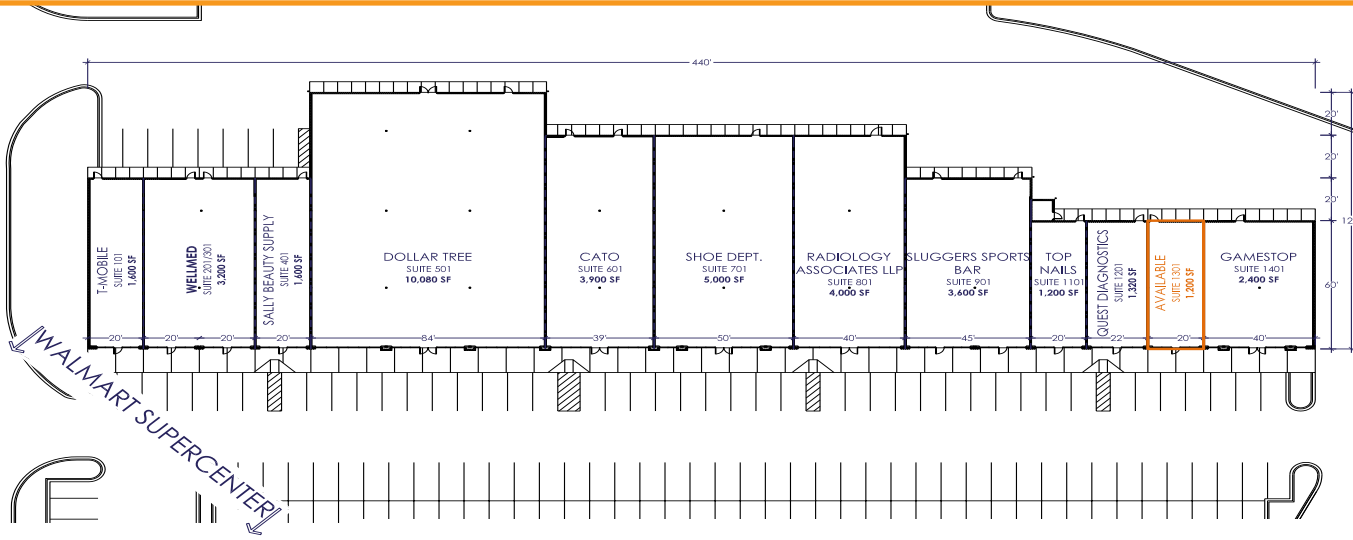 440'
20'
20'
20'
60'
T-MOBILE
SUITE 101
1,600 SF
WELLMED
SUITE 201/301
3,200 SF
SALLY BEAUTY SUPPLY
SUITE 401
1,600 SF
DOLLAR TREE
SUITE 501
10,080 SF
CATO
SUITE 601
3,900 SF
SHOE DEPT.
SUITE 701
5,000 SF
RADIOLOGY
ASSOCIATES LLP
SUITE 801
4,000 SF
SLUGGERS SPORTS
BAR
SUITE 901
3,600 SF
TOP
NAILS
SUITE 1101
1,200 SF
QUEST DIAGNOSTICS
SUITE 1201
1,320 SF
AVAILABLE
SUITE 1301
1,200 SF
GAMESTOP
SUITE 1401
2,400 SF
20' 20' 20' 20' 84' 39' 50' 40' 45' 20' 22' 20' 40'
WALMART SUPERCENTER